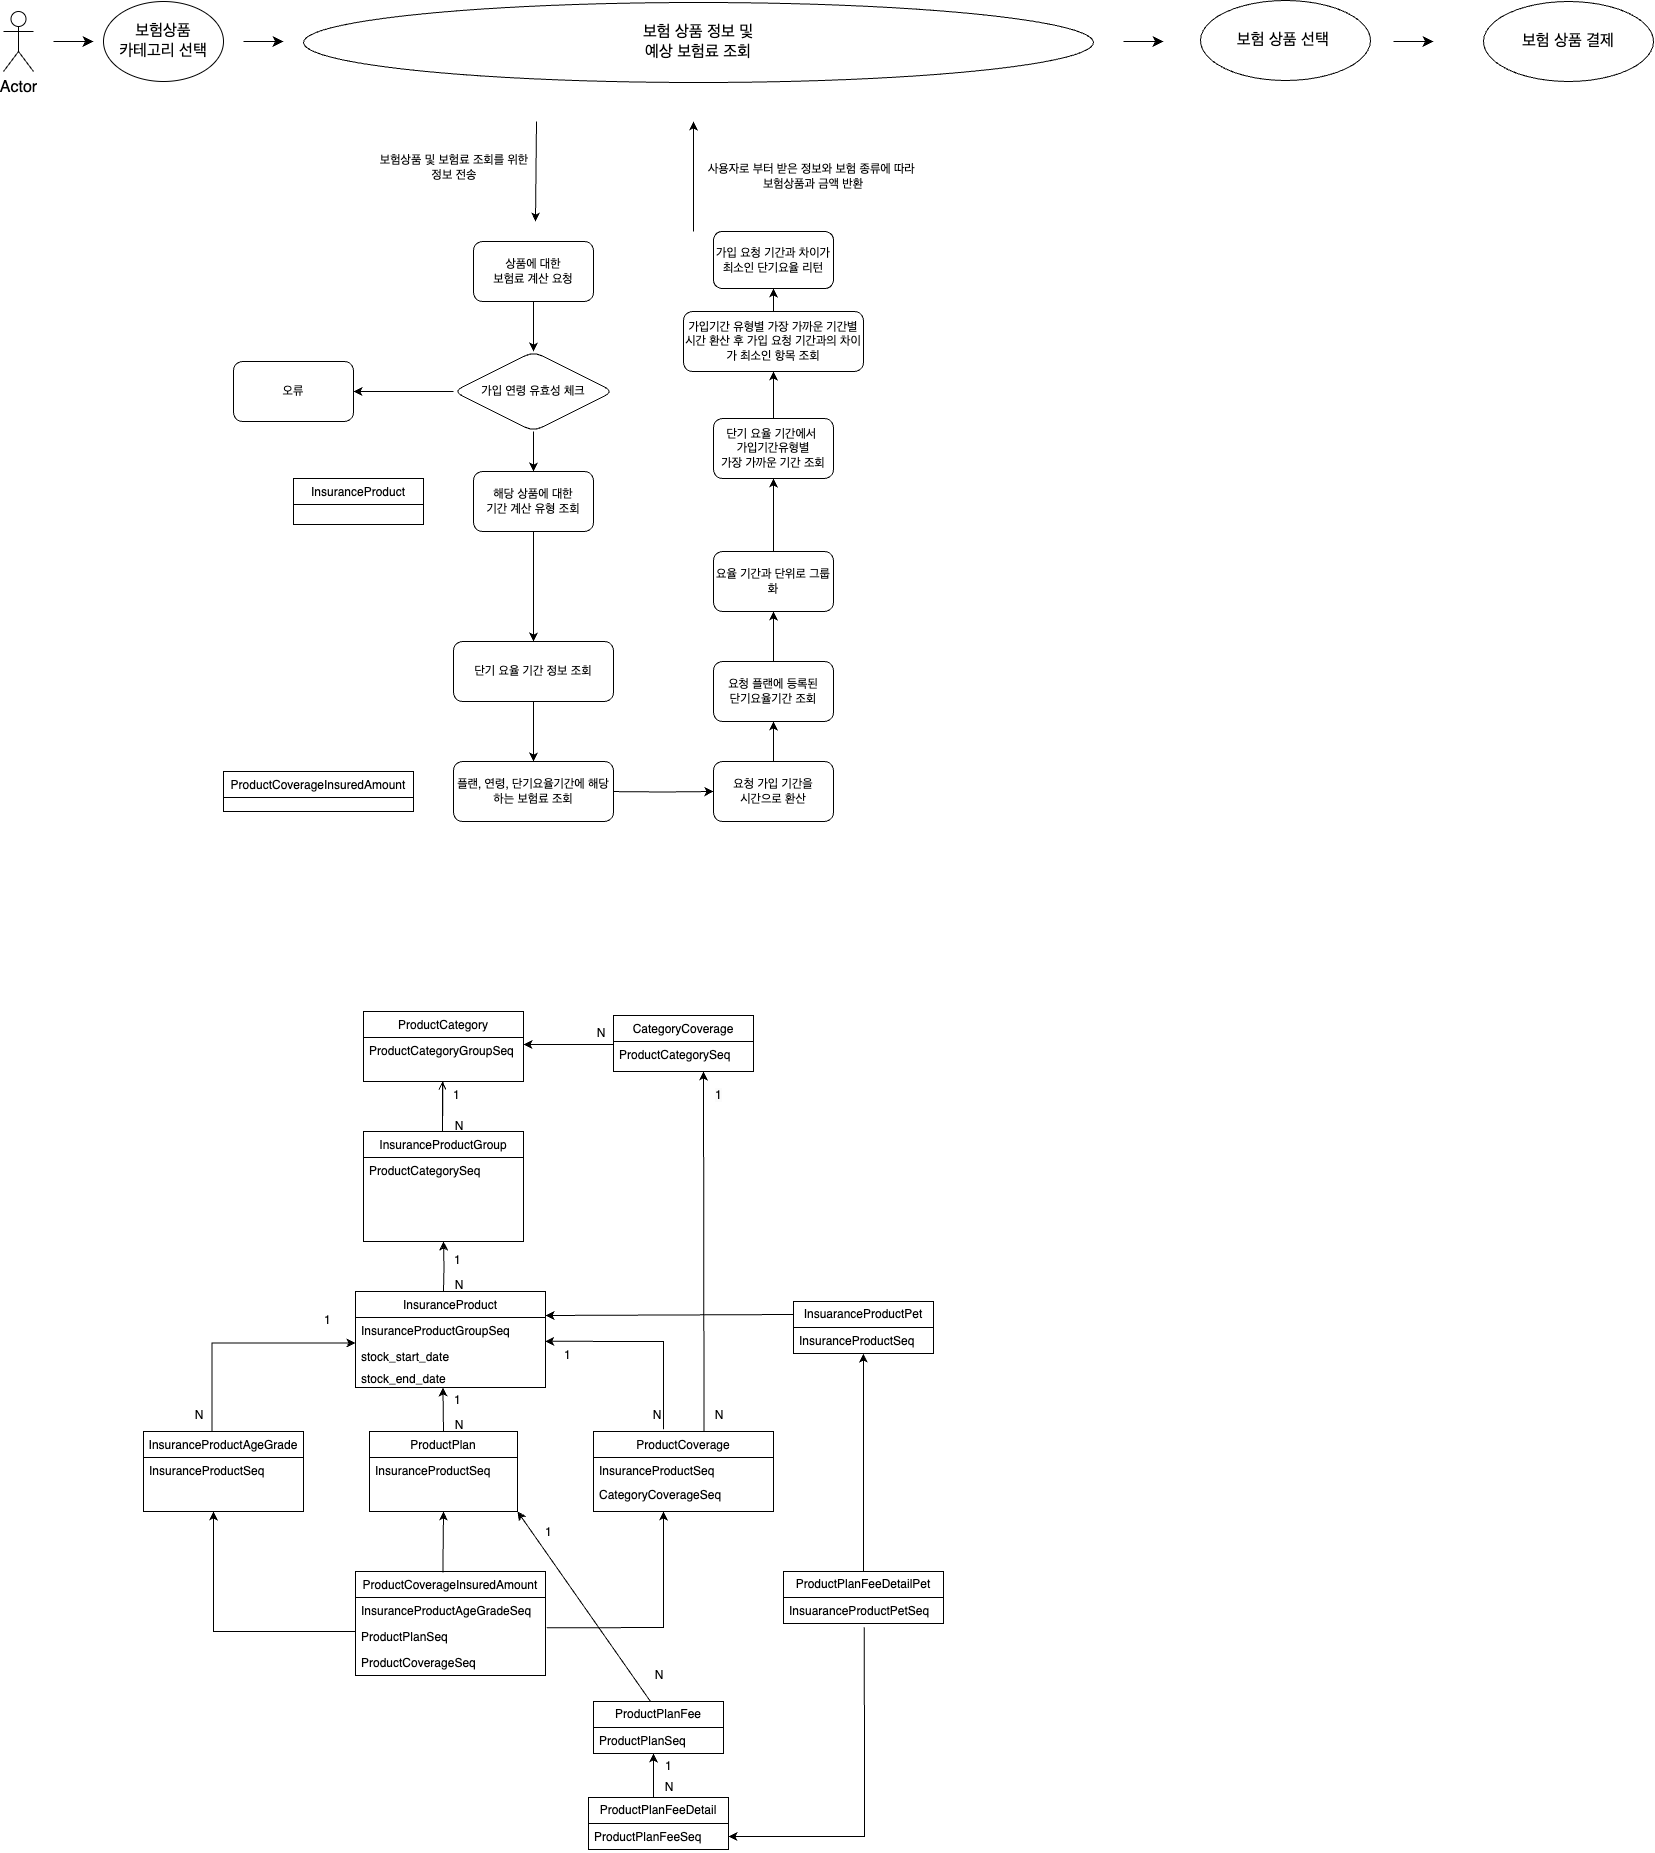 Actor
보험상품
카테고리 선택
보험 상품 정보 및
예상 보험료 조회
보험 상품 선택
보험 상품 결제
보험상품 및 보험료 조회를 위한
정보 전송
사용자로 부터 받은 정보와 보험 종류에 따라
보험상품과 금액 반환
상품에 대한
보험료 계산 요청
가입 연령 유효성 체크
오류
InsuranceProduct
해당 상품에 대한
기간 계산 유형 조회
단기 요율 기간 정보 조회
ProductCoverageInsuredAmount
플랜, 연령, 단기요율기간에 해당
하는 보험료 조회
요청 가입 기간을
시간으로 환산
요청 플랜에 등록된
단기요율기간 조회
요율 기간과 단위로 그룹
화
단기 요율 기간에서
가입기간유형별
가장 가까운 기간 조회
가입기간 유형별 가장 가까운 기간별
시간 환산 후 가입 요청 기간과의 차이
가 최소인 항목 조회
가입 요청 기간과 차이가
최소인 단기요율 리턴
ProductCategory
ProductCategoryGroupSeq
N
CategoryCoverage
ProductCategorySeq
1
1
N
InsuranceProductGroup
ProductCategorySeq
1
N
InsuranceProduct
InsuranceProductGroupSeq
stock_start_date
stock_end_date
1
1
InsuaranceProductPet
InsuranceProductSeq
1
N
N
N
N
InsuranceProductAgeGrade
InsuranceProductSeq
ProductPlan
InsuranceProductSeq
ProductCoverage
InsuranceProductSeq
CategoryCoverageSeq
1
ProductCoverageInsuredAmount
InsuranceProductAgeGradeSeq
ProductPlanSeq
ProductCoverageSeq
ProductPlanFeeDetailPet
InsuaranceProductPetSeq
N
ProductPlanFee
ProductPlanSeq
1
N
ProductPlanFeeDetail
ProductPlanFeeSeq